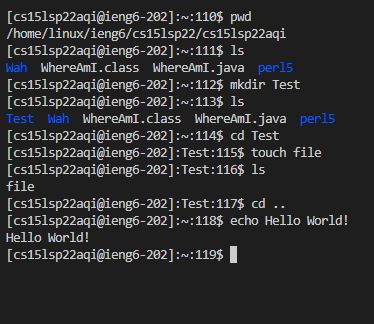 [cs15lsp22aqi@ieng6-202]:~:110$ pwd
/home/linux/ieng6/cs15lsp22/cs15lsp22aqi
[cs15lsp22aqi@ieng6-202]:~:111$ ls
Wah  WhereAmI.class  WhereAmI.java  perl5
[cs15lsp22aqi@ieng6-202]:~:112$ mkdir Test
[cs15lsp22aqi@ieng6-202]:~:113$ ls
Test  Wah  WhereAmI.class  WhereAmI.java  perl5
[cs15lsp22aqi@ieng6-202]:~:114$ cd Test
[cs15lsp22aqi@ieng6-202]:Test:115$ touch file
[cs15lsp22aqi@ieng6-202]:Test:116$ ls
file
[cs15lsp22aqi@ieng6-202]:Test:117$ cd ..
[cs15lsp22aqi@ieng6-202]:~:118$ echo Hello World!
Hello World!
[cs15lsp22aqi@ieng6-202]:~:119$